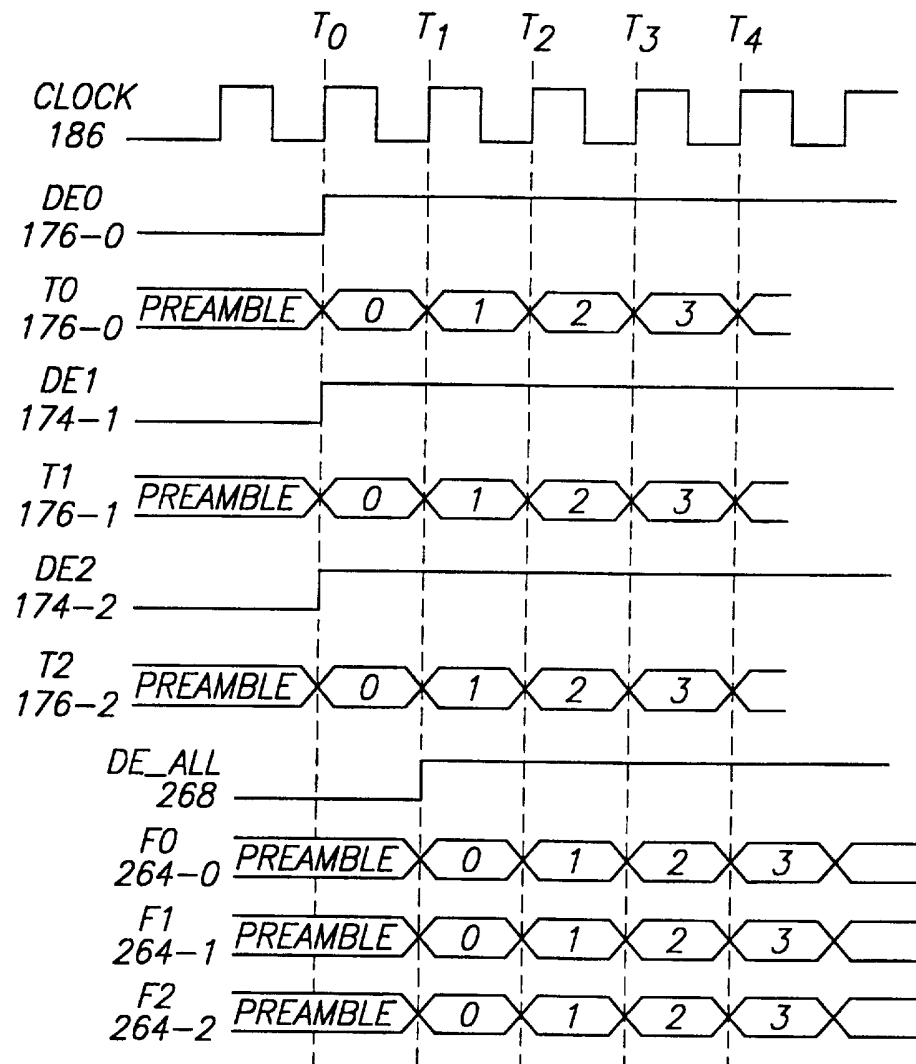 T0 T1 T2 T3 T4
CLOCK
186
DE0
176-0
T0
176-0
PREAMBLE 0 1 2 3
DE1
174-1
T1
176-1
PREAMBLE 0 1 2 3
DE2
174-2
T2
176-2
PREAMBLE 0 1 2 3
DE_ALL
268
F0
264-0
PREAMBLE 0 1 2 3
F1
264-1
PREAMBLE 0 1 2 3
F2
264-2
PREAMBLE 0 1 2 3